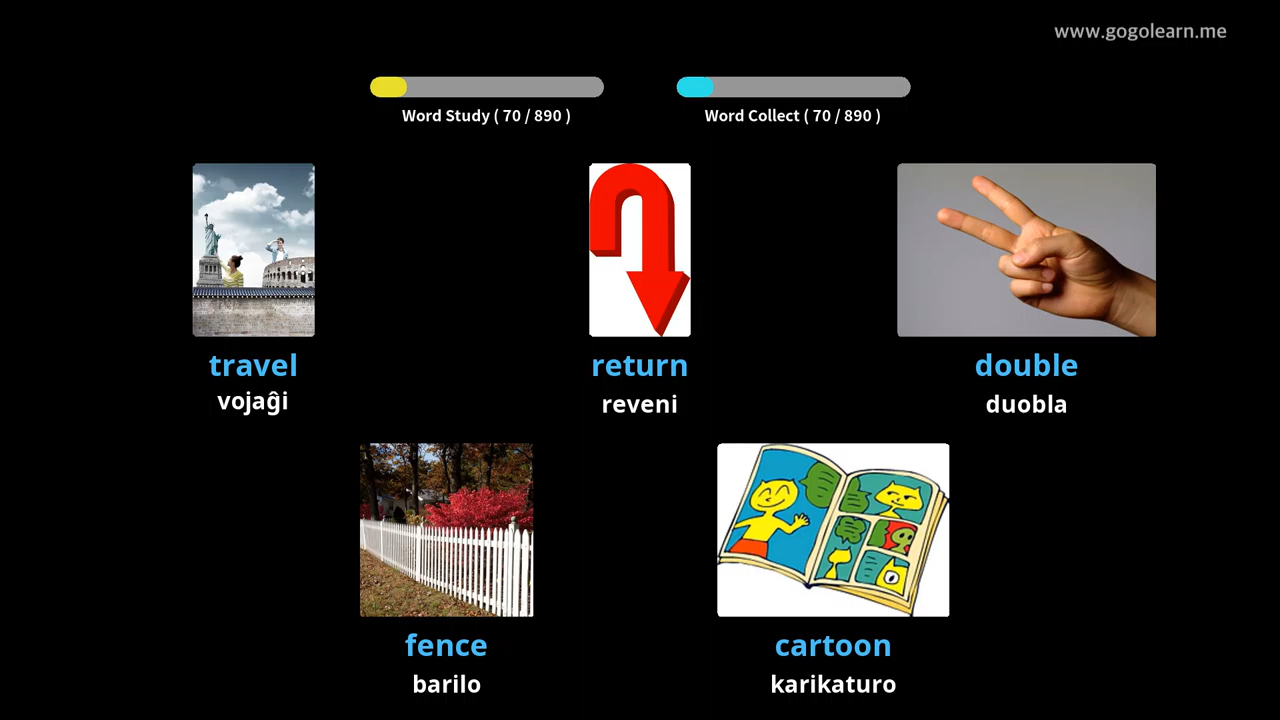 www.gogolearn.me
Word Study ( 70 / 890 )
Word Collect ( 70 / 890 )
travel
vojaĝi
return
reveni
double
duobla
fence
barilo
cartoon
karikaturo